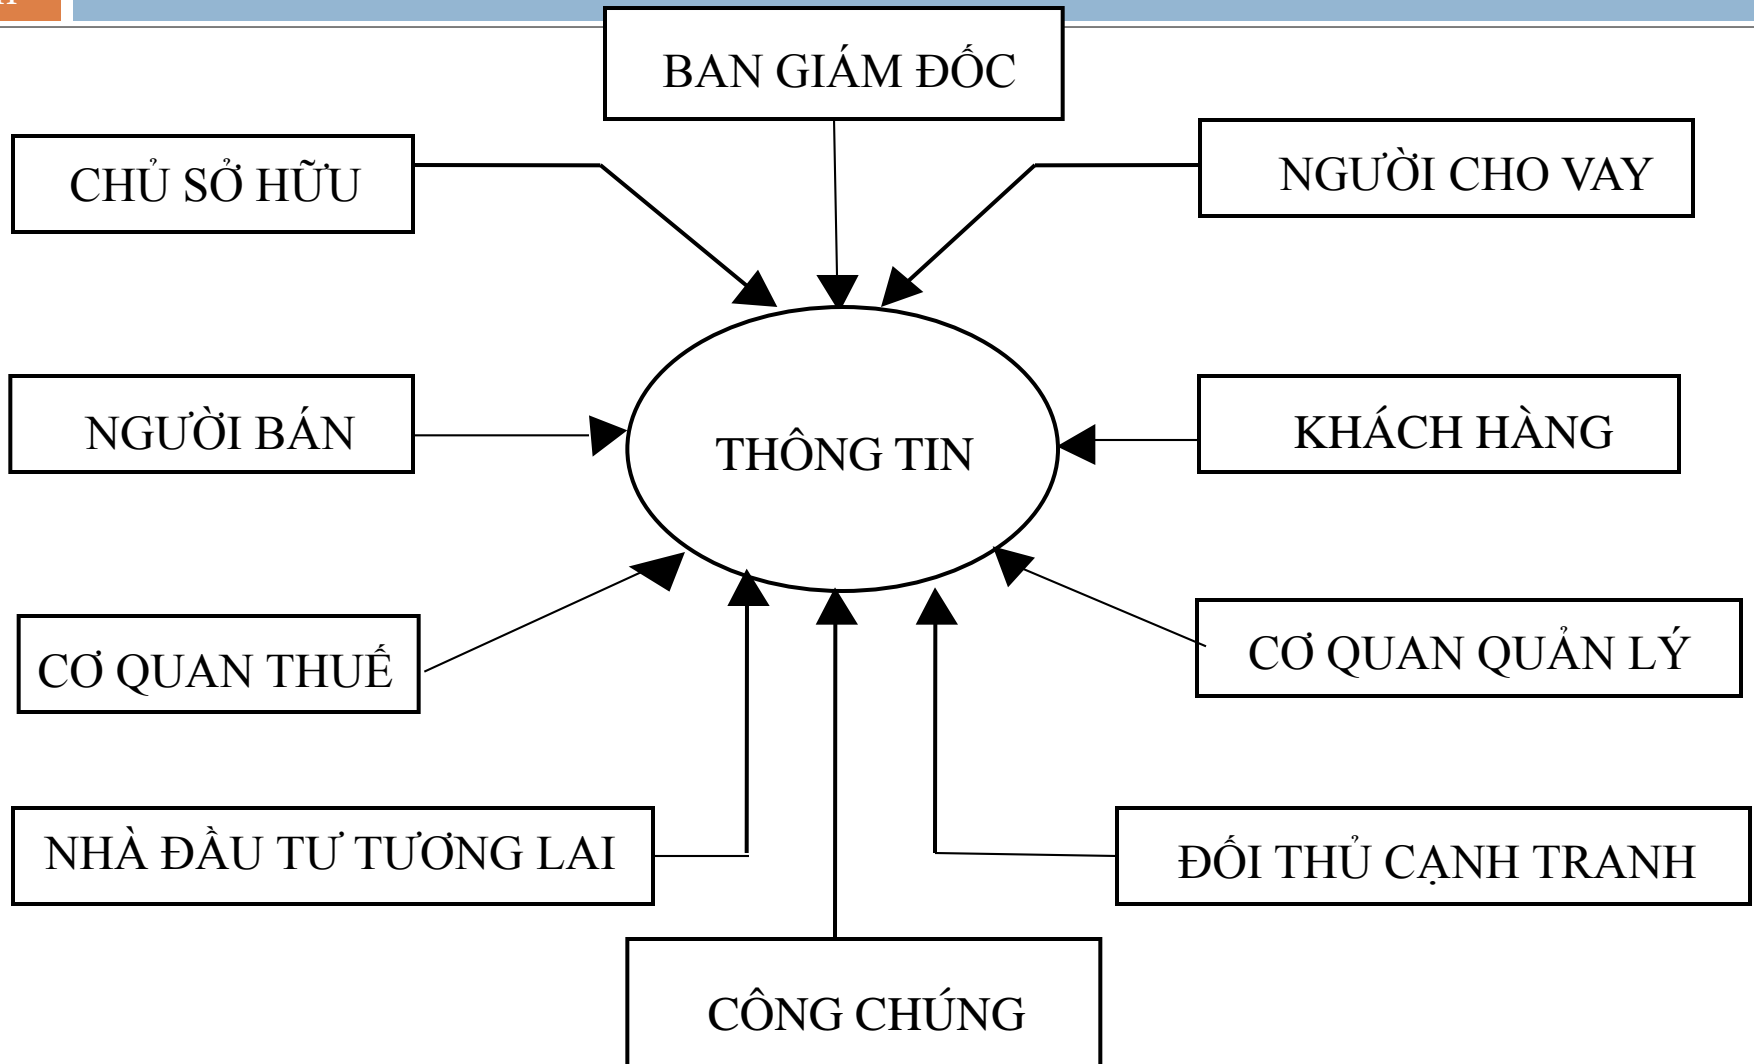 BAN GIÁM ĐỐC
CHỦ SỞ HỮU
NGƯỜI CHO VAY
NGƯỜI BÁN
THÔNG TIN
KHÁCH HÀNG
CƠ QUAN THUẾ
CƠ QUAN QUẢN LÝ
NHÀ ĐẦU TƯ TƯƠNG LAI
ĐỐI THỦ CẠNH TRANH
CÔNG CHÚNG